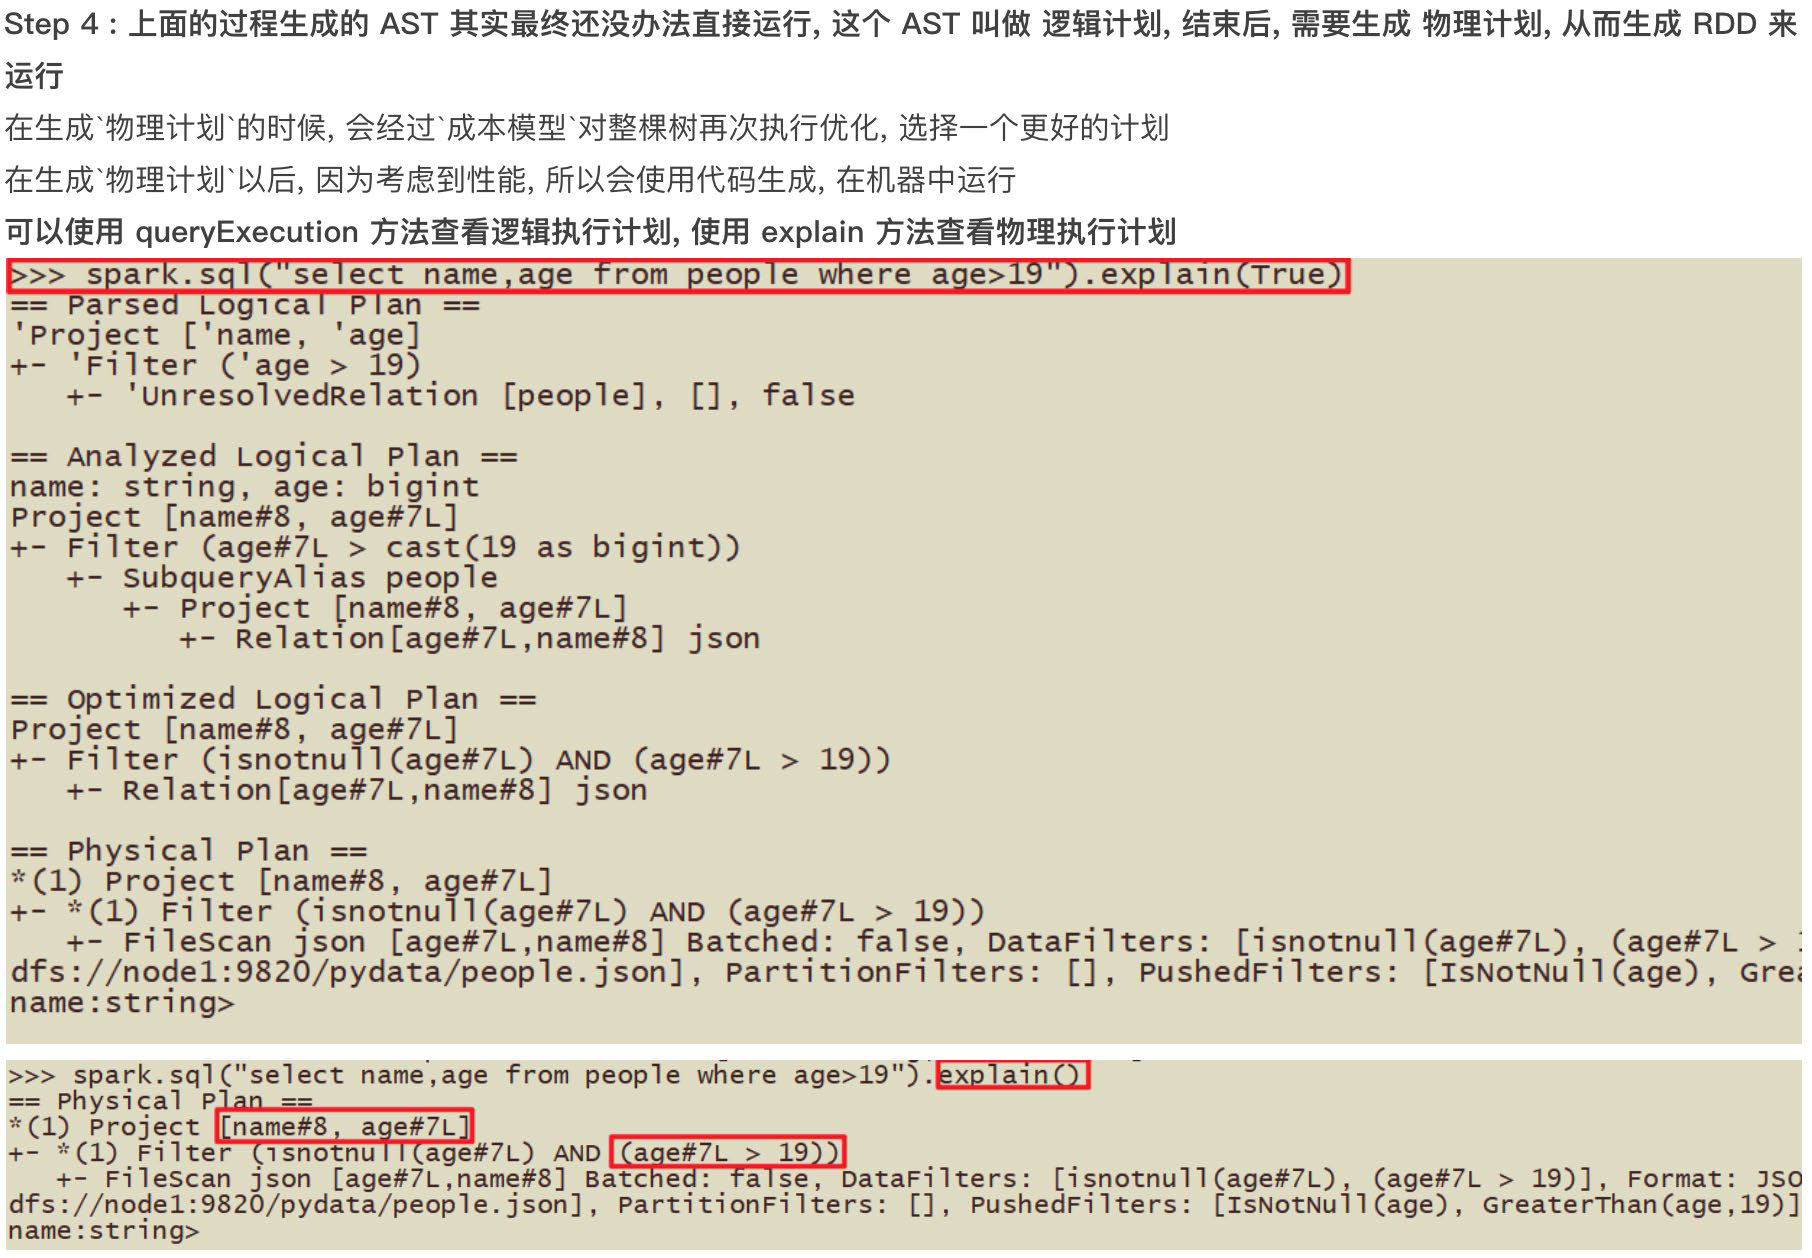 Step 4 : 上面的过程生成的 AST 其实最终还没办法直接运行, 这个 AST 叫做 逻辑计划, 结束后, 需要生成 物理计划, 从而生成 RDD 来
运行
在生成`物理计划`的时候, 会经过`成本模型`对整棵树再次执行优化, 选择一个更好的计划
在生成`物理计划`以后, 因为考虑到性能, 所以会使用代码生成, 在机器中运行
可以使用 queryExecution 方法查看逻辑执行计划, 使用 explain 方法查看物理执行计划
>>> spark.sql("select name,age from people where age>19").explain(True)
== Parsed Logical Plan ==
'Project ['name, 'age]
+- 'Filter ('age > 19)
   +- 'UnresolvedRelation [people], [], false
== Analyzed Logical Plan ==
name: string, age: bigint
Project [name#8, age#7L]
+- Filter (age#7L > cast(19 as bigint))
   +- SubqueryAlias people
      +- Project [name#8, age#7L]
         +- Relation[age#7L,name#8] json
== Optimized Logical Plan ==
Project [name#8, age#7L]
+- Filter (isnotnull(age#7L) AND (age#7L > 19))
   +- Relation[age#7L,name#8] json
== Physical Plan ==
*(1) Project [name#8, age#7L]
+- *(1) Filter (isnotnull(age#7L) AND (age#7L > 19))
   +- FileScan json [age#7L,name#8] Batched: false, DataFilters: [isnotnull(age#7L), (age#7L >
dfs://node1:9820/pydata/people.json], PartitionFilters: [], PushedFilters: [IsNotNull(age), Grea
name:string>
>>> spark.sql("select name,age from people where age>19").explain()
== Physical Plan ==
*(1) Project [name#8, age#7L]
+- *(1) Filter (isnotnull(age#7L) AND (age#7L > 19))
   +- FileScan json [age#7L,name#8] Batched: false, DataFilters: [isnotnull(age#7L), (age#7L > 19)], Format: JSO
dfs://node1:9820/pydata/people.json], PartitionFilters: [], PushedFilters: [IsNotNull(age), GreaterThan(age,19)]
name:string>